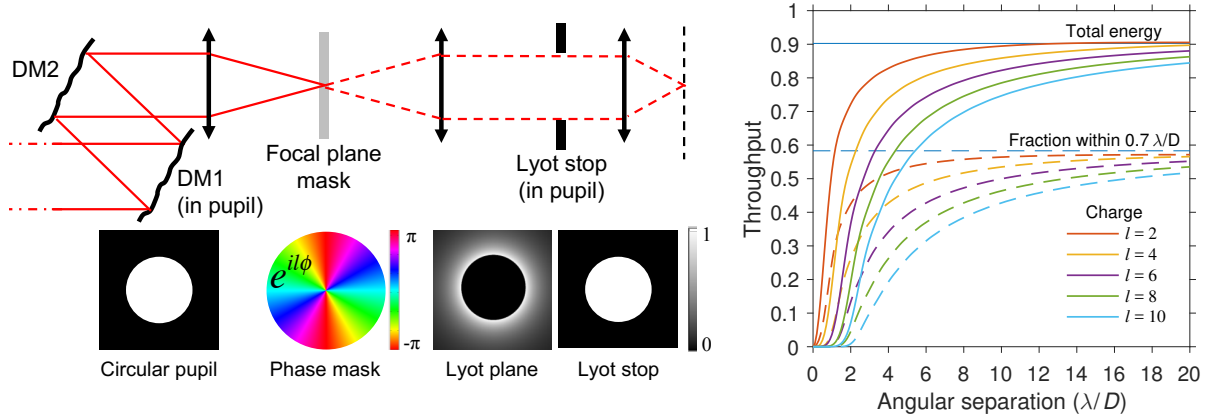 DM2
DM1
(in pupil)
Focal plane
mask
Lyot stop
(in pupil)
e^{ilϕ}
π
-π
1
0
Circular pupil
Phase mask
Lyot plane
Lyot stop
1
0.9
0.8
0.7
0.6
0.5
0.4
0.3
0.2
0.1
0
Throughput
Total energy
Fraction within 0.7 λ/D
Charge
l = 2
l = 4
l = 6
l = 8
l = 10
0 2 4 6 8 10 12 14 16 18 20
Angular separation (λ/D)